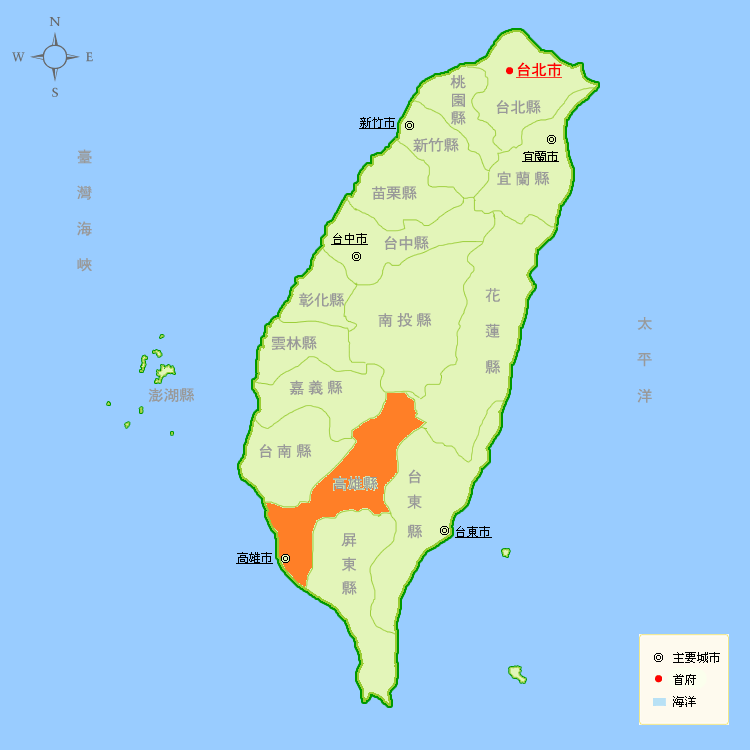 N
W E
S
台北市
桃園縣
台北縣
新竹市
新竹縣
宜蘭市
宜蘭縣
臺灣海峽
苗栗縣
台中市
台中縣
彰化縣
花蓮縣
南投縣
太平洋
雲林縣
嘉義縣
澎湖縣
台南縣
高雄縣
台東縣
台東市
屏東縣
高雄市
主要城市
首府
海洋